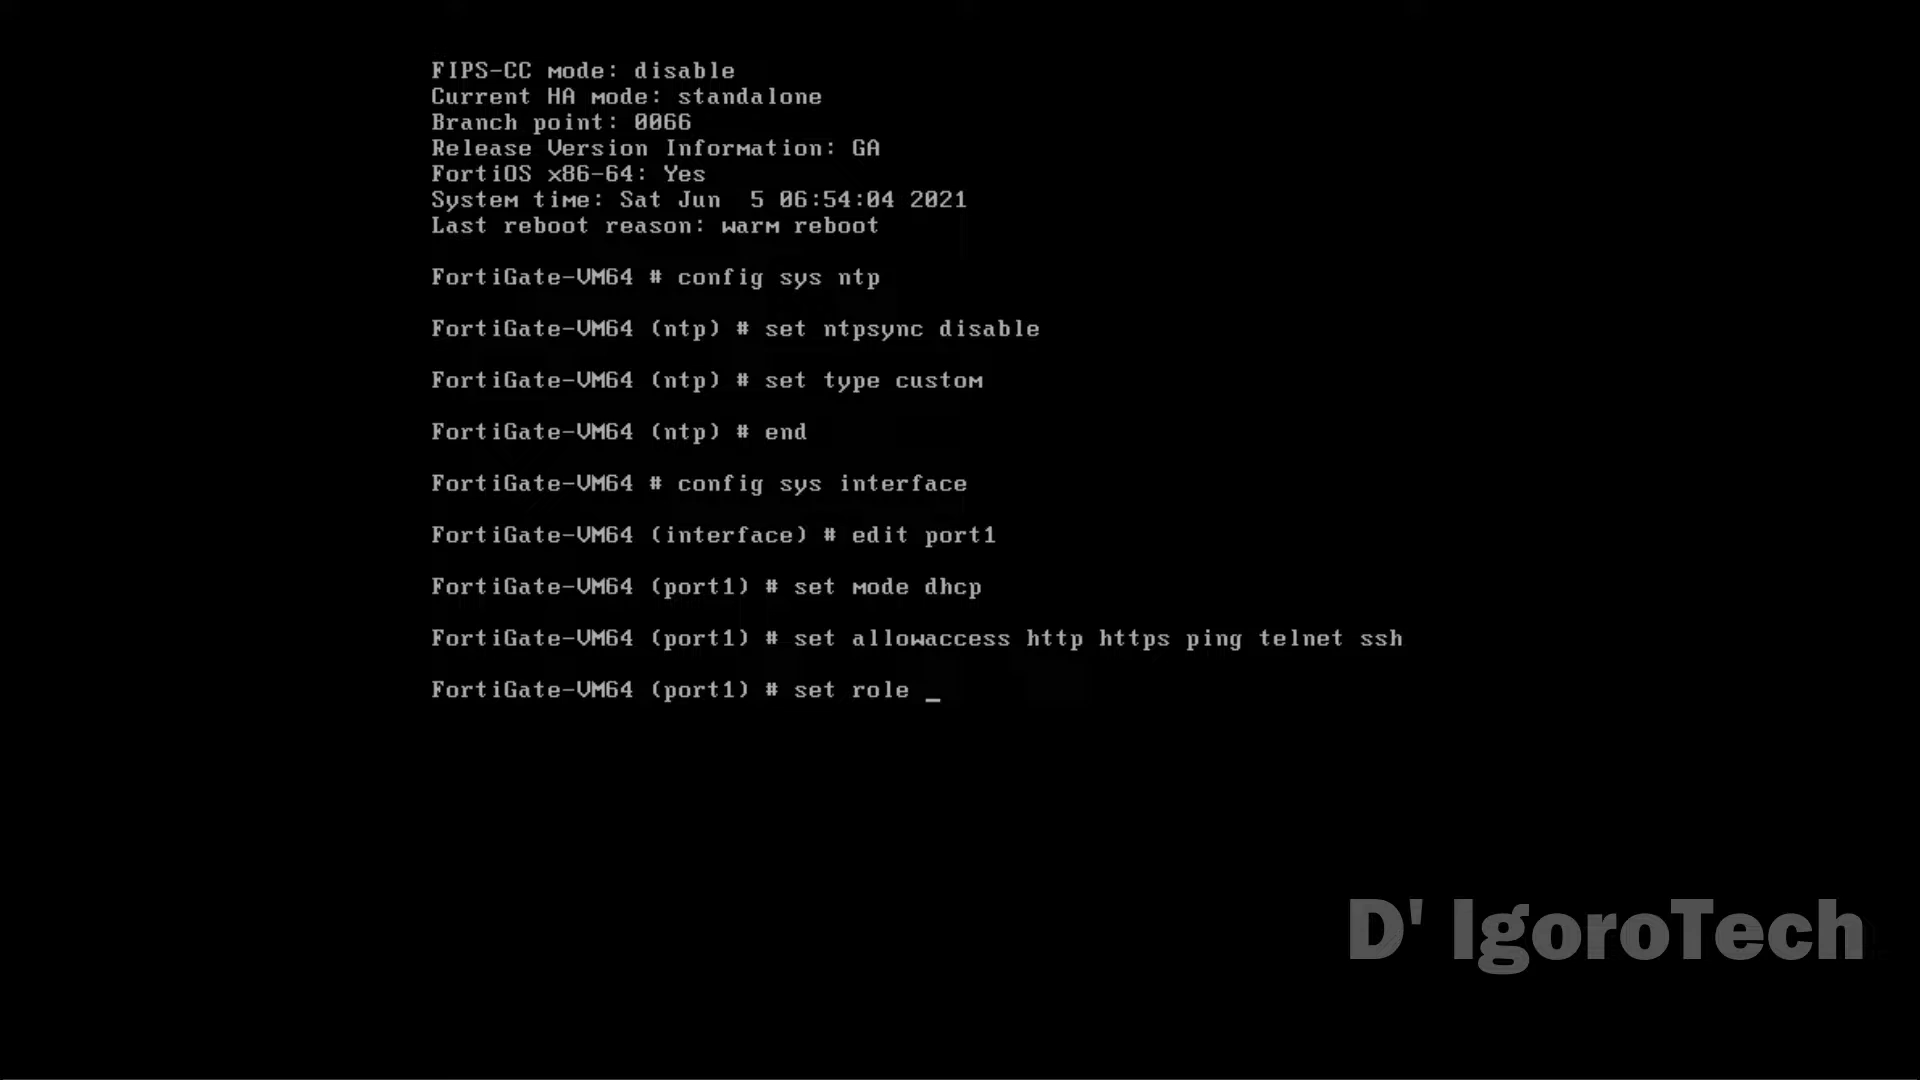 FIPS-CC mode: disable
Current HA mode: standalone
Branch point: 0066
Release Version Information: GA
FortiOS x86-64: Yes
System time: Sat Jun  5 06:54:04 2021
Last reboot reason: warm reboot
FortiGate-VM64 # config sys ntp
FortiGate-VM64 (ntp) # set ntpsync disable
FortiGate-VM64 (ntp) # set type custom
FortiGate-VM64 (ntp) # end
FortiGate-VM64 # config sys interface
FortiGate-VM64 (interface) # edit port1
FortiGate-VM64 (port1) # set mode dhcp
FortiGate-VM64 (port1) # set allowaccess http https ping telnet ssh
FortiGate-VM64 (port1) # set role _
D' IgoroTech